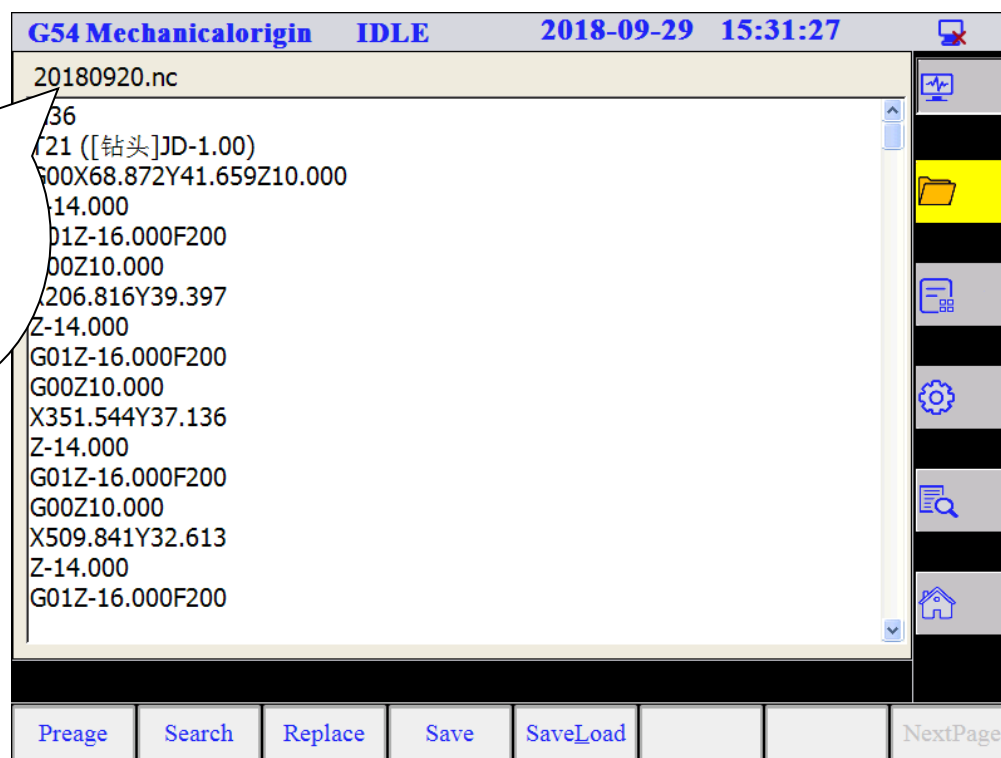 G54 Mechanicalorigin IDLE 2018-09-29 15:31:27
20180920.nc
36
T21 ([钻头]JD-1.00)
G00X68.872Y41.659Z10.000
-14.000
01Z-16.000F200
00Z10.000
X206.816Y39.397
Z-14.000
G01Z-16.000F200
G00Z10.000
X351.544Y37.136
Z-14.000
G01Z-16.000F200
G00Z10.000
X509.841Y32.613
Z-14.000
G01Z-16.000F200
Preage Search Replace Save SaveLoad NextPage